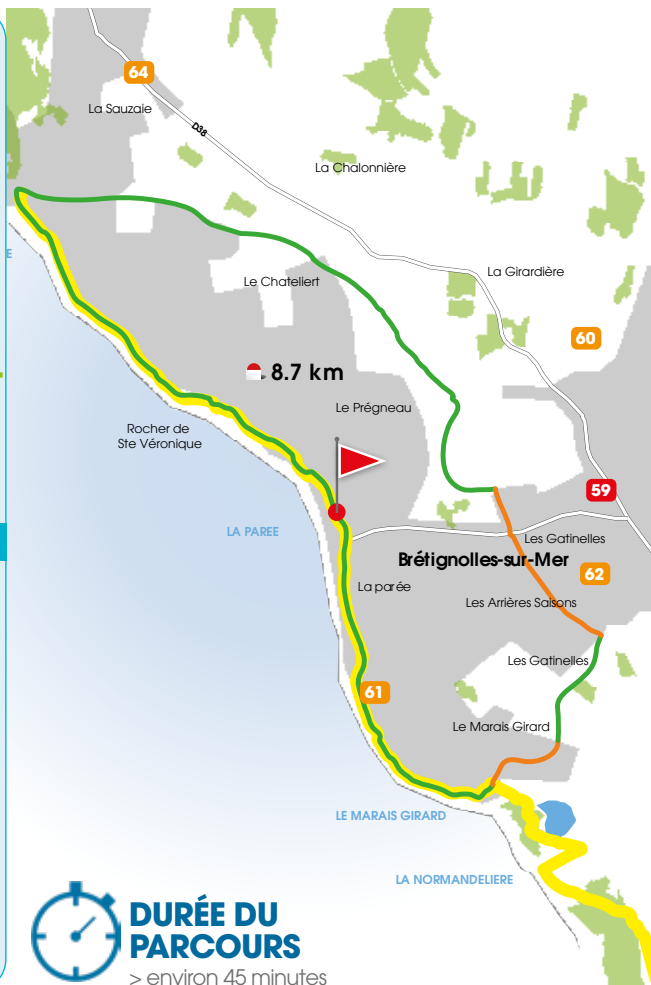 64
La Sauzaie
D38
La Chalonnière
E
La Girardière
Le Chateliert
60
8.7 km
Le Prégneau
Rocher de
Ste Véronique
59
LA PAREE
Les Gatinelles
Brétignolles-sur-Mer
62
La parée
Les Arrières Saisons
Les Gatinelles
61
Le Marais Girard
LE MARAIS GIRARD
LA NORMANDELIERE
DURÉE DU
PARCOURS
> environ 45 minutes